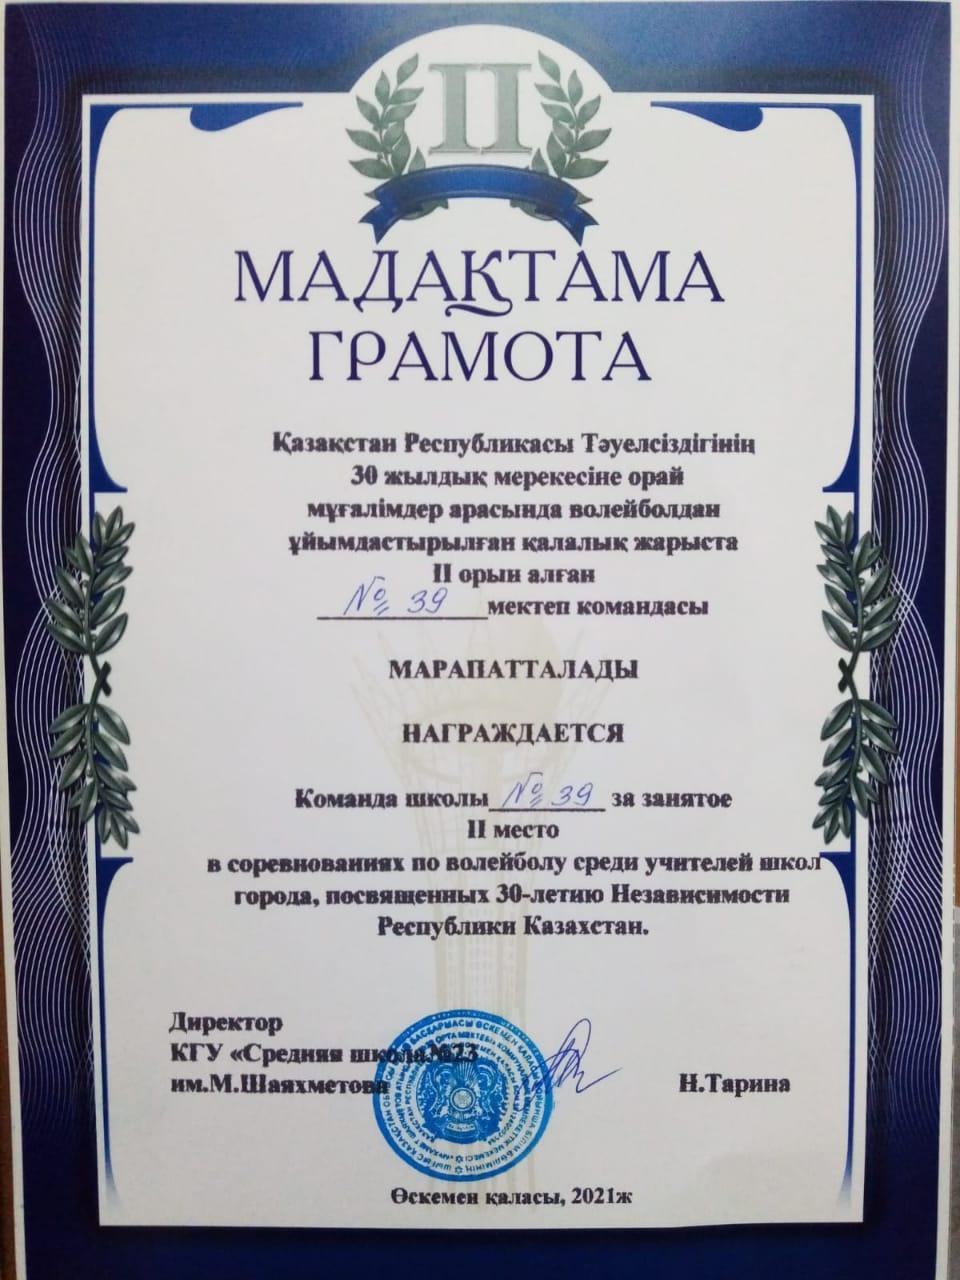 II
МАДАҚТАМА
ГРАМОТА
Қазақстан Республикасы Тәуелсіздігінің
30 жылдық мерекесіне орай
мұғалімдер арасында волейболдан
ұйымдастырылған қалалық жарыста
II орын алған
№ 39 мектеп командасы
МАРАПАТТАЛАДЫ
НАГРАЖДАЕТСЯ
Команда школы № 39 за занятое
II место
в соревнованиях по волейболу среди учителей школ
города, посвященных 30-летию Независимости
Республики Казахстан.
Директор
КГУ «Средняя школа№23
им.М.Шаяхметова
Н.Тарина
Өскемен қаласы, 2021ж